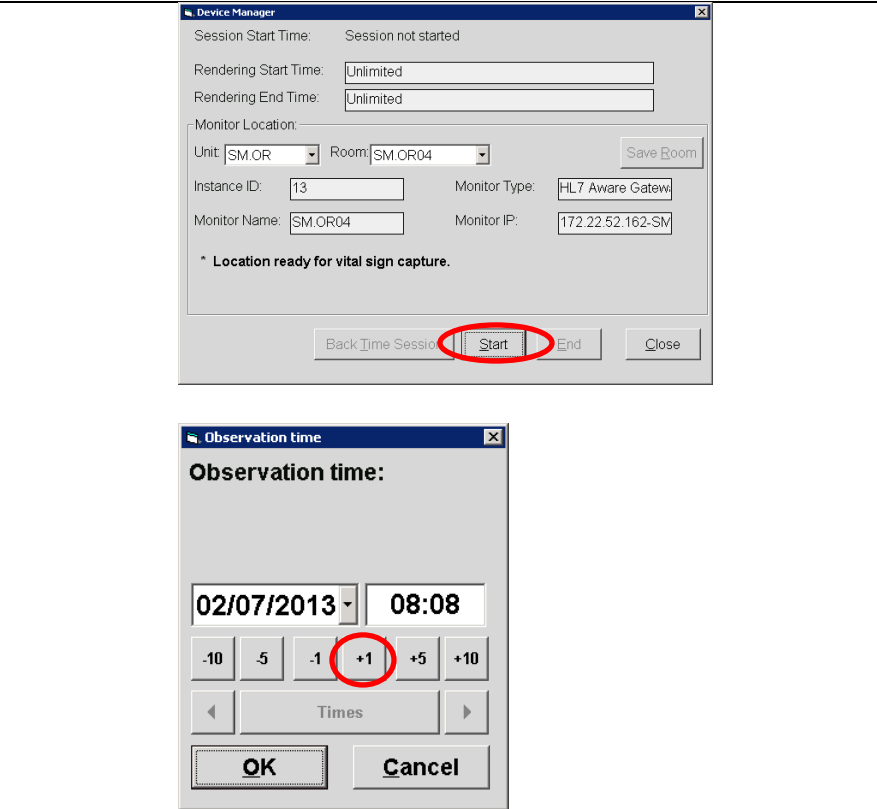 Device Manager
Session Start Time: Session not started
Rendering Start Time: Unlimited
Rendering End Time: Unlimited
Monitor Location:
Unit: SM.OR Room: SM.OR04 Save Room
Instance ID: 13 Monitor Type: HL7 Aware Gatew
Monitor Name: SM.OR04 Monitor IP: 172.22.52.162-SM
* Location ready for vital sign capture.
Back Time Session Start End Close
Observation time
Observation time:
02/07/2013 08:08
-10 -5 -1 +1 +5 +10
Times
OK Cancel